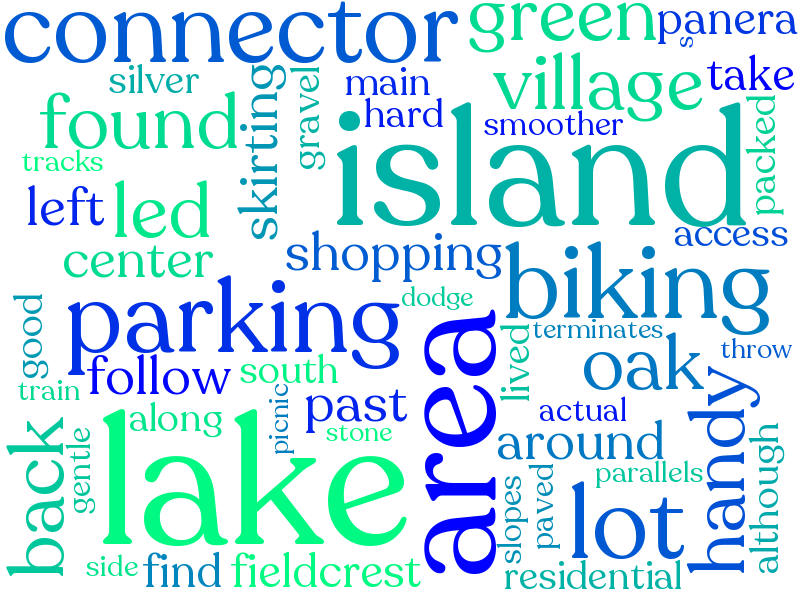 connector
green
panera
s
silver
main
village
take
found
skirting
gravel
hard
smoother
island
packed
tracks
left
led
access
center
shopping
biking
good
parking
dodge
area
lived
terminates
throw
train
follow
south
oak
picnic
past
actual
handy
back
gentle
along
lake
stone
around
although
slopes
paved
parallels
lot
side
find
fieldcrest
residential